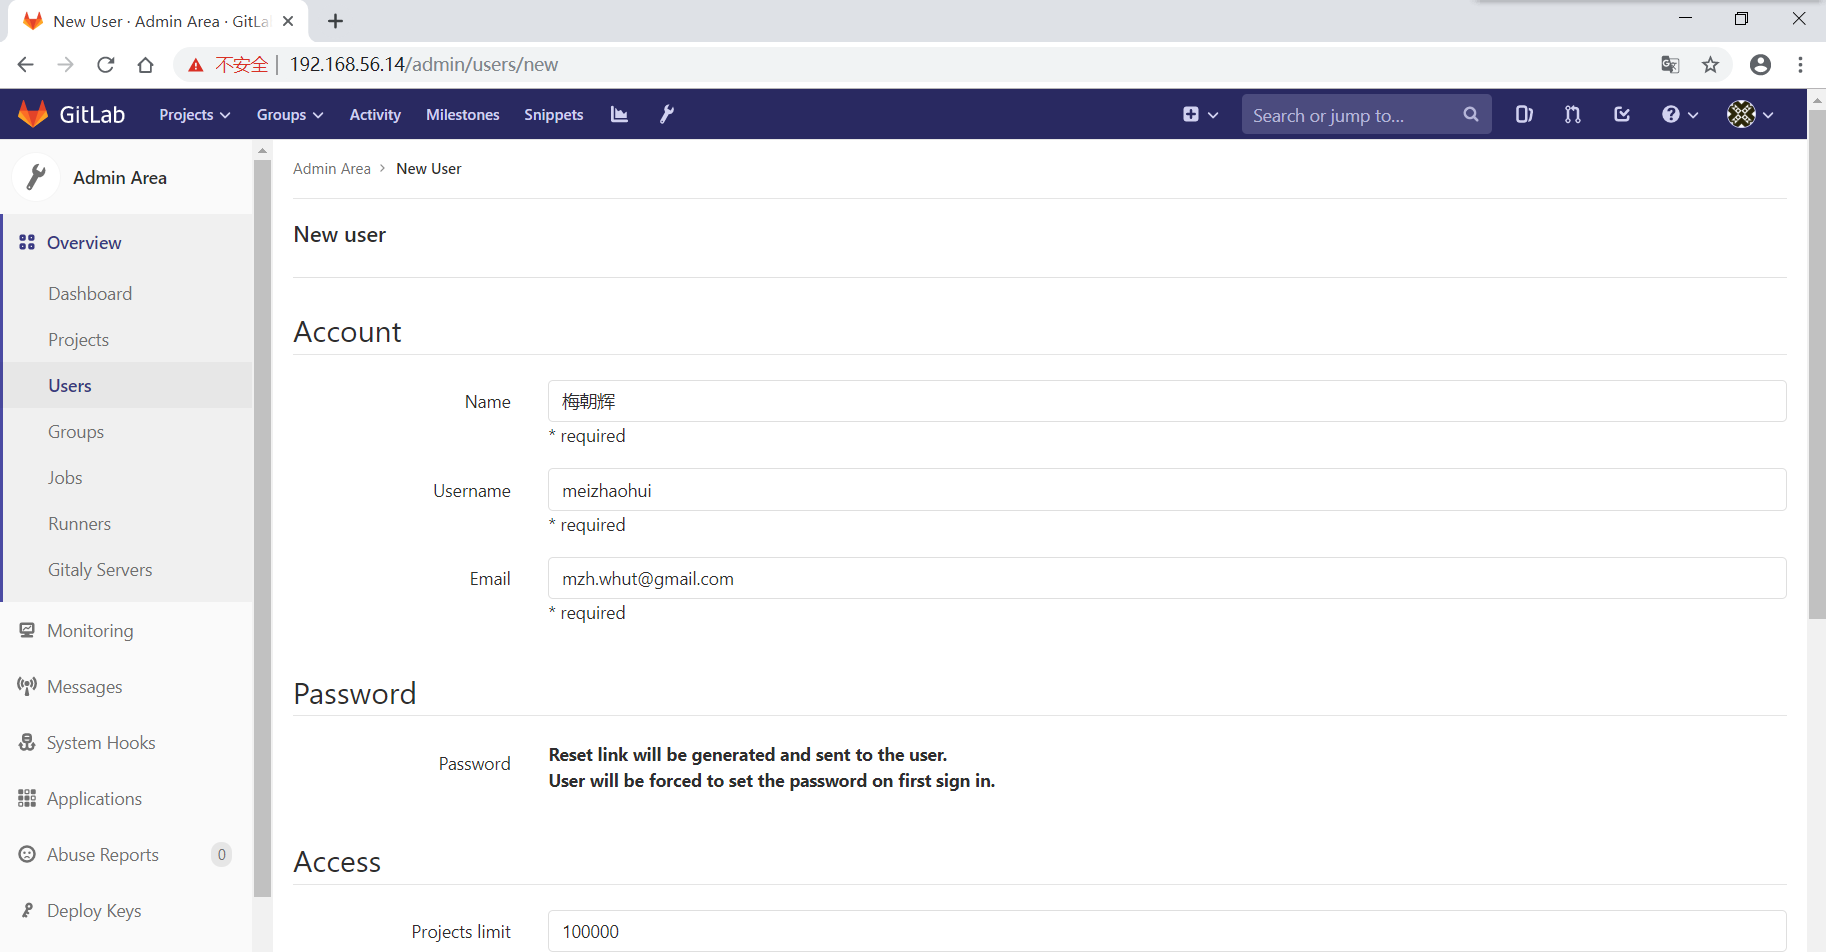 New User · Admin Area · GitLa
不安全 192.168.56.14/admin/users/new
GitLab Projects Groups Activity Milestones Snippets Search or jump to...
Admin Area
Overview
Dashboard
Projects
Users
Groups
Jobs
Runners
Gitaly Servers
Monitoring
Messages
System Hooks
Applications
Abuse Reports 0
Deploy Keys
Admin Area New User
New user
Account
Name 梅朝辉
* required
Username meizhaohui
* required
Email mzh.whut@gmail.com
* required
Password
Password
Reset link will be generated and sent to the user.
User will be forced to set the password on first sign in.
Access
Projects limit 100000